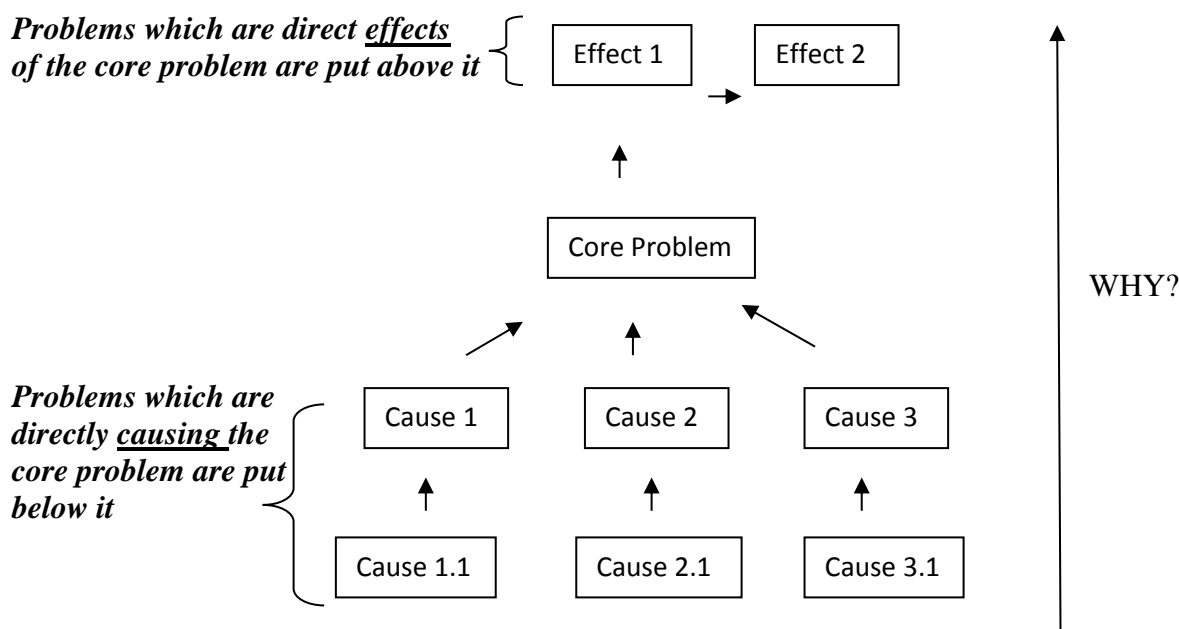 Problems which are direct effects
of the core problem are put above it
Effect 1
Effect 2
Core Problem
WHY?
Problems which are
directly causing the
core problem are put
below it
Cause 1
Cause 2
Cause 3
Cause 1.1
Cause 2.1
Cause 3.1